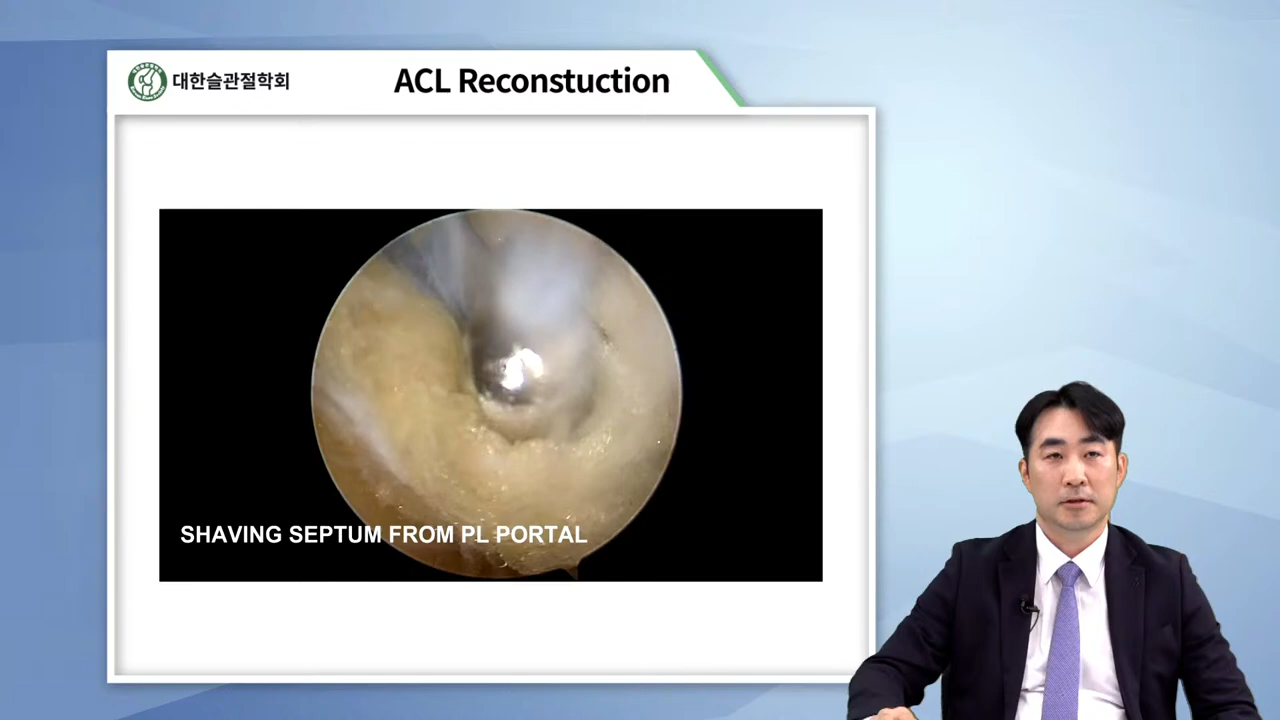 대한슬관절학회
ACL Reconstuction
SHAVING SEPTUM FROM PL PORTAL